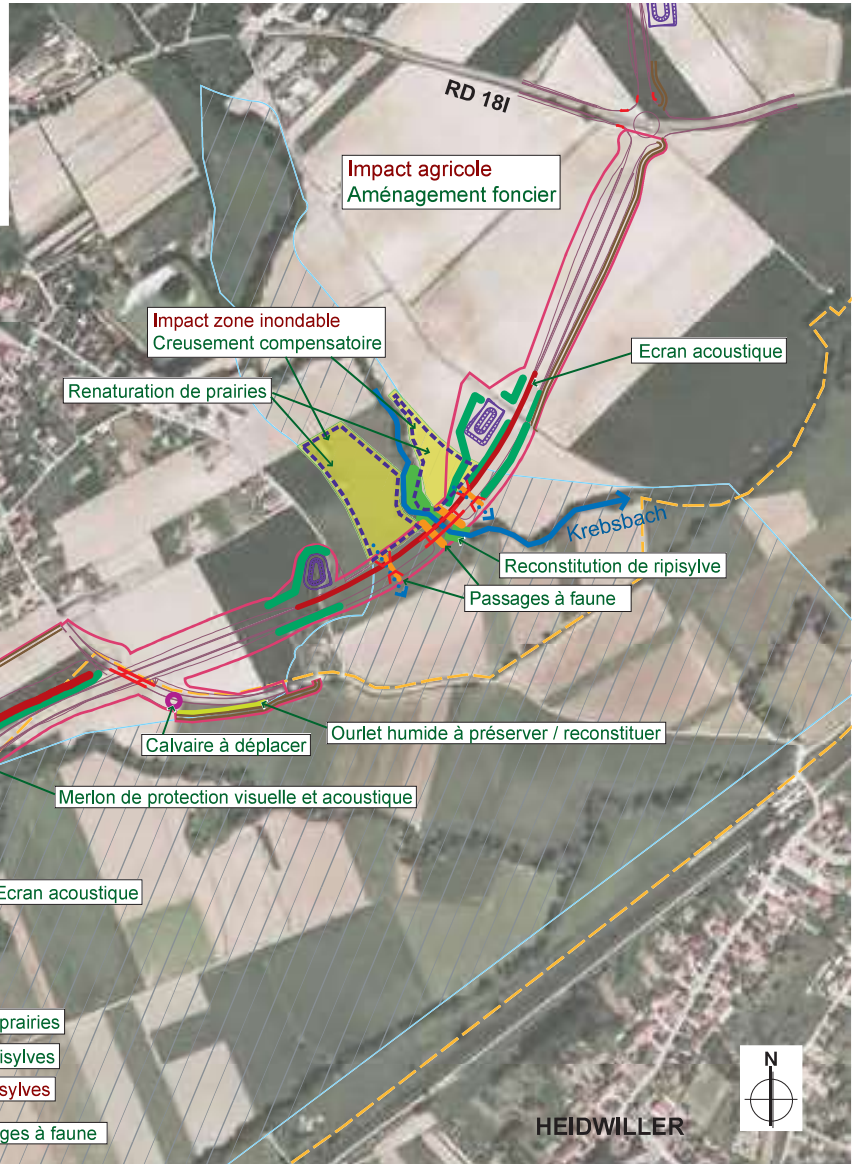 RD 18I
Impact agricole
Aménagement foncier
Impact zone inondable
Creusement compensatoire
Ecran acoustique
Renaturation de prairies
Krebsbach
Reconstitution de ripisylve
Passages à faune
Ourlet humide à préserver / reconstituer
Calvaire à déplacer
Merlon de protection visuelle et acoustique
Ecran acoustique
prairies
isylves
sylves
ges à faune
N
HEIDWILLER